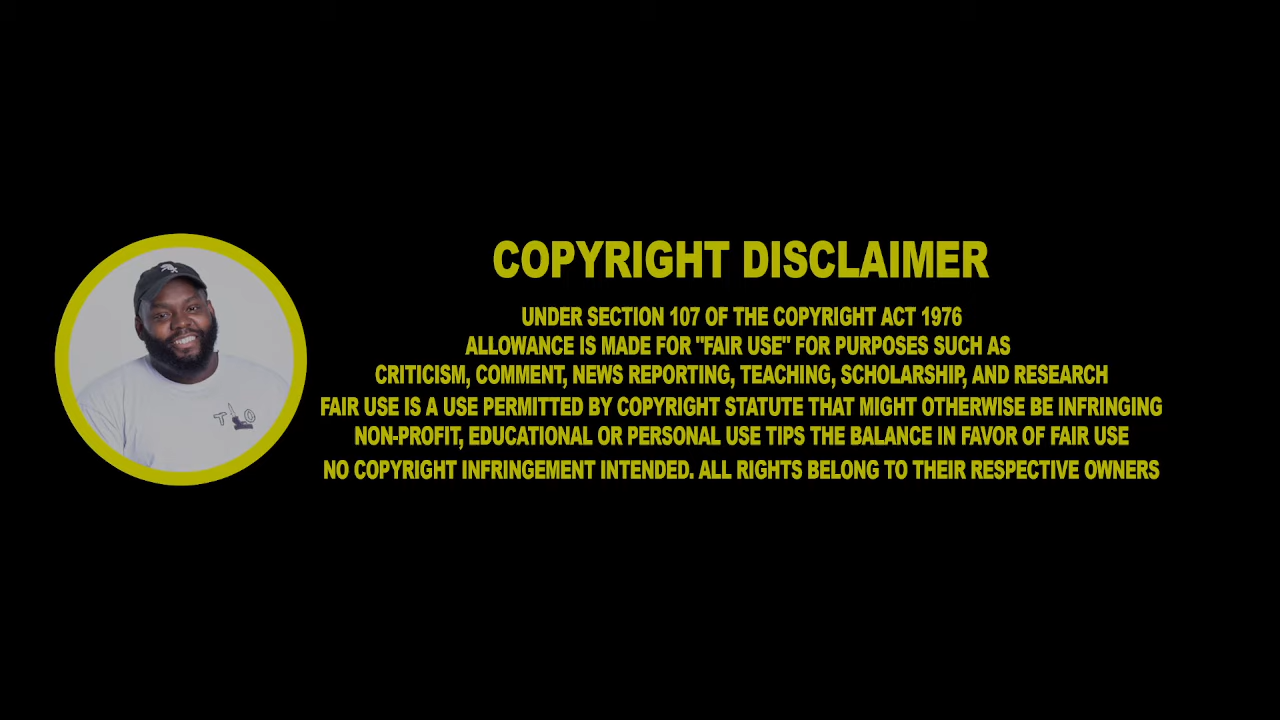 COPYRIGHT DISCLAIMER
UNDER SECTION 107 OF THE COPYRIGHT ACT 1976
ALLOWANCE IS MADE FOR "FAIR USE" FOR PURPOSES SUCH AS
CRITICISM, COMMENT, NEWS REPORTING, TEACHING, SCHOLARSHIP, AND RESEARCH
FAIR USE IS A USE PERMITTED BY COPYRIGHT STATUTE THAT MIGHT OTHERWISE BE INFRINGING
NON-PROFIT, EDUCATIONAL OR PERSONAL USE TIPS THE BALANCE IN FAVOR OF FAIR USE
NO COPYRIGHT INFRINGEMENT INTENDED. ALL RIGHTS BELONG TO THEIR RESPECTIVE OWNERS